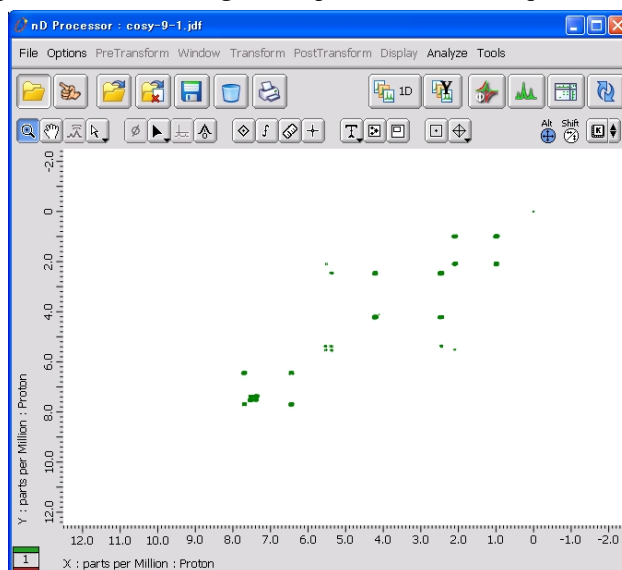 nD Processor : cosy-9-1.jdf
File Options PreTransform Window Transform PostTransform Display Analyze Tools
1D
Alt Shift
-2.0
0
2.0
4.0
6.0
8.0
10.0
12.0
Y : parts per Million : Proton
12.0 11.0 10.0 9.0 8.0 7.0 6.0 5.0 4.0 3.0 2.0 1.0 0 -1.0 -2.0
1
X : parts per Million : Proton